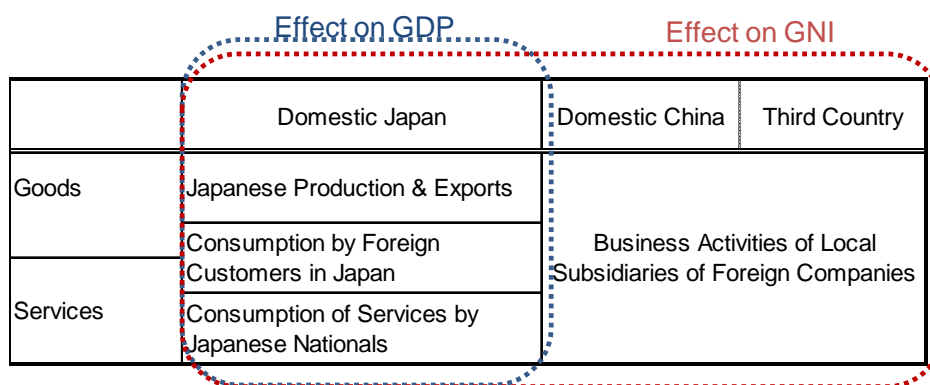 Effect on GDP
Effect on GNI
Domestic Japan
Domestic China
Third Country
Goods
Japanese Production & Exports
Consumption by Foreign
Customers in Japan
Business Activities of Local
Subsidiaries of Foreign Companies
Services
Consumption of Services by
Japanese Nationals